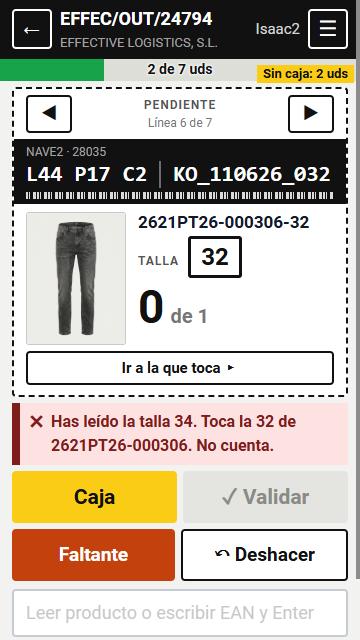 ←
EFFEC/OUT/24794
EFFECTIVE LOGISTICS, S.L.
Isaac2
☰
2 de 7 uds
Sin caja: 2 uds
◀
PENDIENTE
Línea 6 de 7
▶
NAVE2 · 28035
L44 P17 C2 | KO_110626_032
2621PT26-000306-32
TALLA 32
0 de 1
Ir a la que toca ▸
✕ Has leído la talla 34. Toca la 32 de
2621PT26-000306. No cuenta.
Caja
✓ Validar
Faltante
↶ Deshacer
Leer producto o escribir EAN y Enter